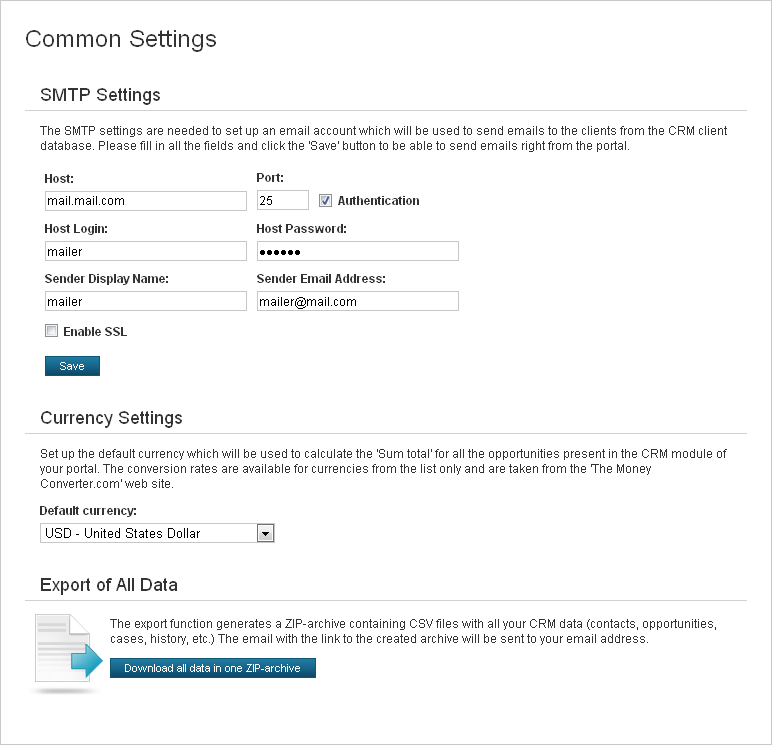 Common Settings
SMTP Settings
The SMTP settings are needed to set up an email account which will be used to send emails to the clients from the CRM client
database. Please fill in all the fields and click the 'Save' button to be able to send emails right from the portal.
Host: Port:
mail.mail.com 25 Authentication
Host Login: Host Password:
mailer ••••••
Sender Display Name: Sender Email Address:
mailer mailer@mail.com
Enable SSL
Save
Currency Settings
Set up the default currency which will be used to calculate the 'Sum total' for all the opportunities present in the CRM module of
your portal. The conversion rates are available for currencies from the list only and are taken from the 'The Money
Converter.com' web site.
Default currency:
USD - United States Dollar
Export of All Data
The export function generates a ZIP-archive containing CSV files with all your CRM data (contacts, opportunities,
cases, history, etc.) The email with the link to the created archive will be sent to your email address.
Download all data in one ZIP-archive